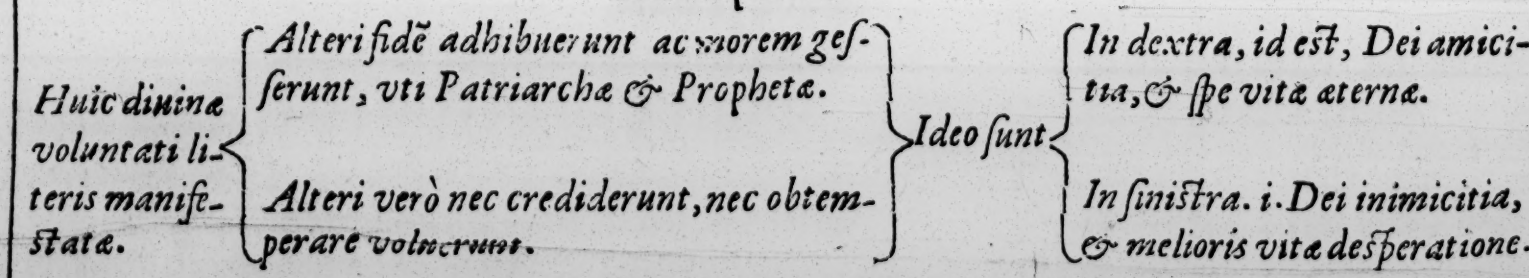 Huic diuinæ
voluntati li-
teris manife-
ſtatæ.
Alteri fidẽ adhibuerunt ac morem geſ-
ſerunt, vti Patriarchæ & Prophetæ.
Alteri verò nec crediderunt, nec obtem-
perare voluerunt.
Ideo ſunt
In dextra, id eſt, Dei amici-
tia, & ſpe vitæ æternæ.
In ſiniſtra. i. Dei inimicitia,
& melioris vitæ deſperatione.